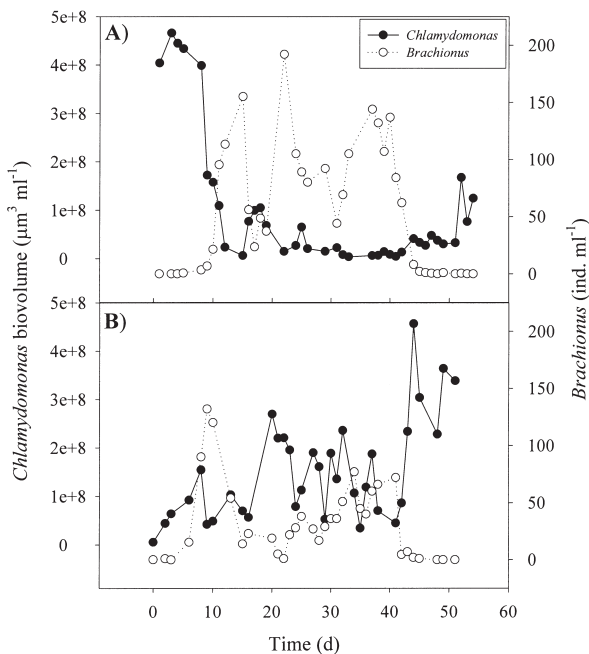 A)
Chlamydomonas
Brachionus
5e+8
4e+8
3e+8
2e+8
1e+8
0
200
150
100
50
0
B)
5e+8
4e+8
3e+8
2e+8
1e+8
0
200
150
100
50
0
0 10 20 30 40 50 60
Time (d)
Chlamydomonas biovolume (µm³ ml⁻¹)
Brachionus (ind. ml⁻¹)